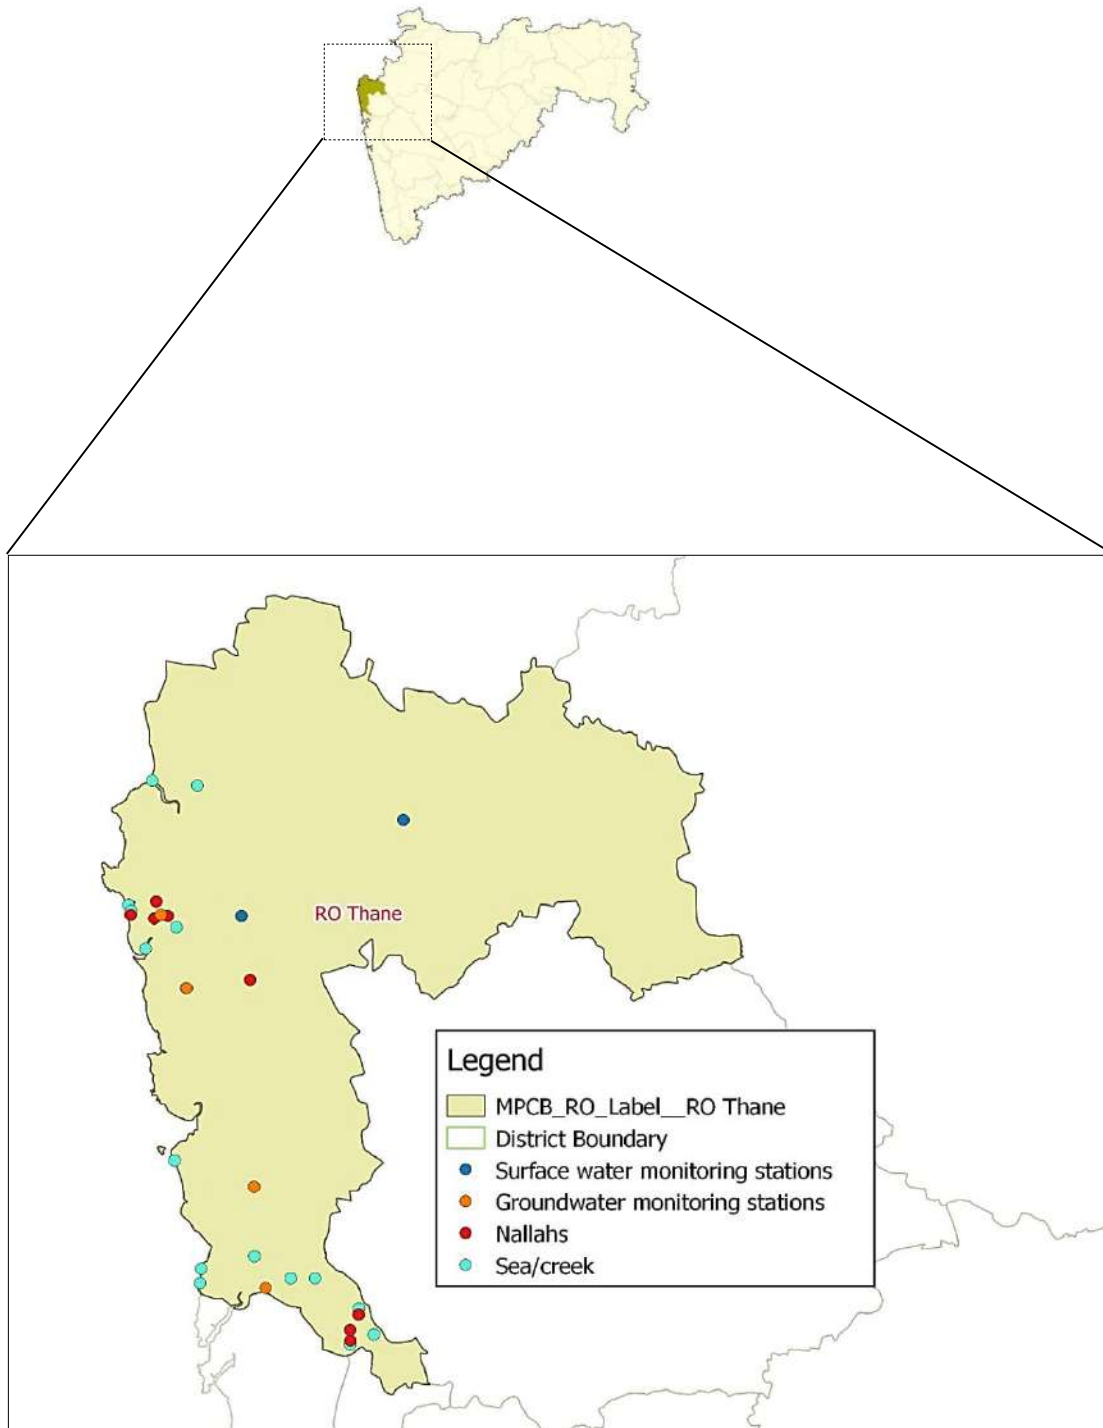 RO Thane
Legend
MPCB_RO_Label__RO Thane
District Boundary
Surface water monitoring stations
Groundwater monitoring stations
Nallahs
Sea/creek